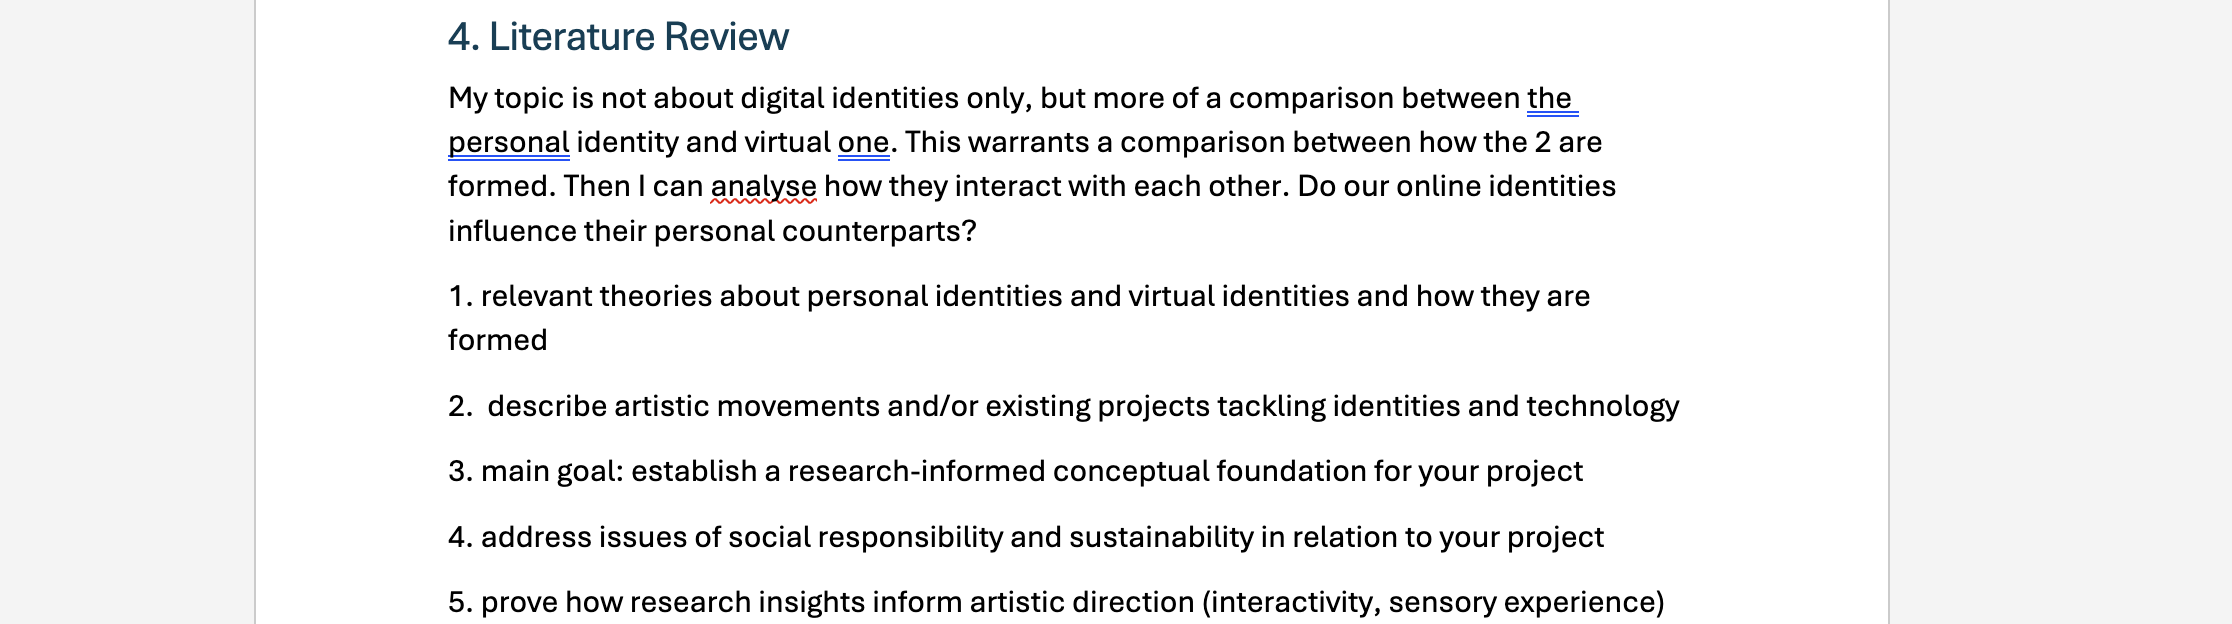 4. Literature Review
My topic is not about digital identities only, but more of a comparison between the
personal identity and virtual one. This warrants a comparison between how the 2 are
formed. Then I can analyse how they interact with each other. Do our online identities
influence their personal counterparts?
1. relevant theories about personal identities and virtual identities and how they are
formed
2.  describe artistic movements and/or existing projects tackling identities and technology
3. main goal: establish a research-informed conceptual foundation for your project
4. address issues of social responsibility and sustainability in relation to your project
5. prove how research insights inform artistic direction (interactivity, sensory experience)